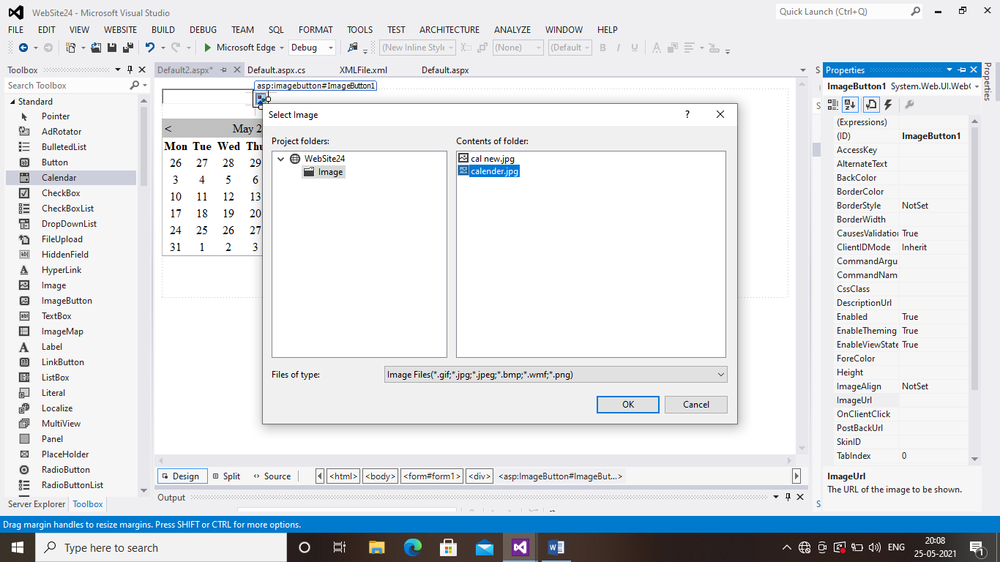 WebSite24 - Microsoft Visual Studio
Quick Launch (Ctrl+Q)
FILE EDIT VIEW WEBSITE BUILD DEBUG TEAM SQL FORMAT TOOLS TEST ARCHITECTURE ANALYZE WINDOW HELP
Microsoft Edge Debug (New Inline Style (None) (Default B I U A
Toolbox
Default2.aspx* Default.aspx.cs XMLFile.xml Default.aspx S
Properties
Properties
Search Toolbox
asp:imagebutton#ImageButton1
ImageButton1 System.Web.UI.WebC
Standard
Pointer
AdRotator
BulletedList
Button
Calendar
CheckBox
CheckBoxList
DropDownList
FileUpload
HiddenField
HyperLink
Image
ImageButton
TextBox
ImageMap
Label
LinkButton
ListBox
Literal
Localize
MultiView
Panel
PlaceHolder
RadioButton
RadioButtonList
Server Explorer Toolbox
< May 2
Mon Tue Wed Thu
26 27 28 29
3 4 5 6
10 11 12 13
17 18 19 20
24 25 26 27
31 1 2 3
Select Image
?
Project folders:
WebSite24
Image
Contents of folder:
cal new.jpg
calender.jpg
Files of type: Image Files(*.gif;*.jpg;*.jpeg;*.bmp;*.wmf;*.png)
OK Cancel
Design Split Source <html> <body> <form#form1> <div> <asp:ImageButton#ImageBut...>
Output
S
S
(Expressions)
(ID) ImageButton1
AccessKey
AlternateText
BackColor
BorderColor
BorderStyle NotSet
BorderWidth
CausesValidation True
ClientIDMode Inherit
CommandArgu
CommandNam
CssClass
DescriptionUrl
Enabled True
EnableTheming True
EnableViewState True
ForeColor
Height
ImageAlign NotSet
ImageUrl
OnClientClick
PostBackUrl
SkinID
TabIndex 0
ImageUrl
The URL of the image to be shown.
Drag margin handles to resize margins. Press SHIFT or CTRL for more options.
Type here to search
ENG
20:08
25-05-2021
1